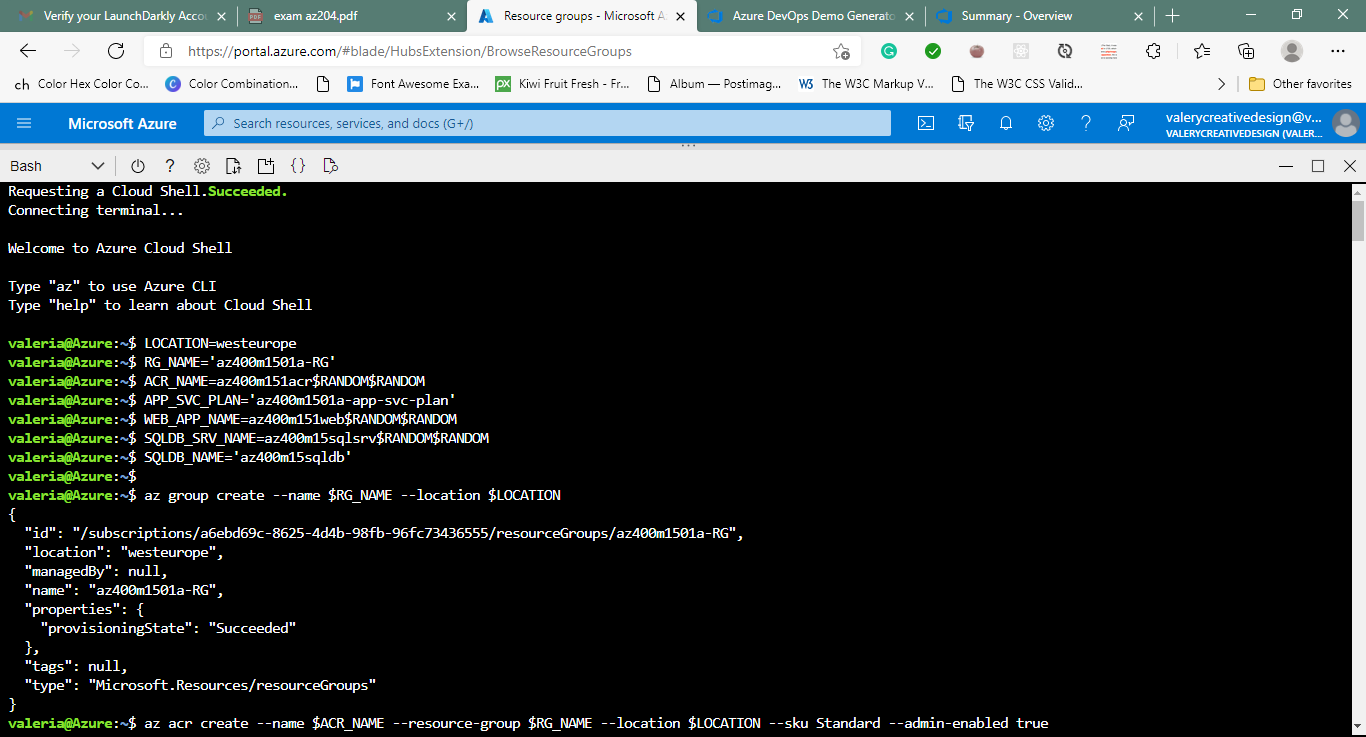 Verify your LaunchDarkly Accou
exam az204.pdf
Resource groups - Microsoft A
Azure DevOps Demo Generato
Summary - Overview
https://portal.azure.com/#blade/HubsExtension/BrowseResourceGroups
ch Color Hex Color Co...
C Color Combination...
Font Awesome Exa...
px Kiwi Fruit Fresh - Fr...
Album — Postimag...
W3 The W3C Markup V...
The W3C CSS Valid...
Other favorites
Microsoft Azure
Search resources, services, and docs (G+/)
valerycreativedesign@v...
VALERYCREATIVEDESIGN (VALER...
Bash
Requesting a Cloud Shell.Succeeded.
Connecting terminal...
Welcome to Azure Cloud Shell
Type "az" to use Azure CLI
Type "help" to learn about Cloud Shell
valeria@Azure:~$ LOCATION=westeurope
valeria@Azure:~$ RG_NAME='az400m1501a-RG'
valeria@Azure:~$ ACR_NAME=az400m151acr$RANDOM$RANDOM
valeria@Azure:~$ APP_SVC_PLAN='az400m1501a-app-svc-plan'
valeria@Azure:~$ WEB_APP_NAME=az400m151web$RANDOM$RANDOM
valeria@Azure:~$ SQLDB_SRV_NAME=az400m15sqlsrv$RANDOM$RANDOM
valeria@Azure:~$ SQLDB_NAME='az400m15sqldb'
valeria@Azure:~$
valeria@Azure:~$ az group create --name $RG_NAME --location $LOCATION
{
  "id": "/subscriptions/a6ebd69c-8625-4d4b-98fb-96fc73436555/resourceGroups/az400m1501a-RG",
  "location": "westeurope",
  "managedBy": null,
  "name": "az400m1501a-RG",
  "properties": {
    "provisioningState": "Succeeded"
  },
  "tags": null,
  "type": "Microsoft.Resources/resourceGroups"
}
valeria@Azure:~$ az acr create --name $ACR_NAME --resource-group $RG_NAME --location $LOCATION --sku Standard --admin-enabled true